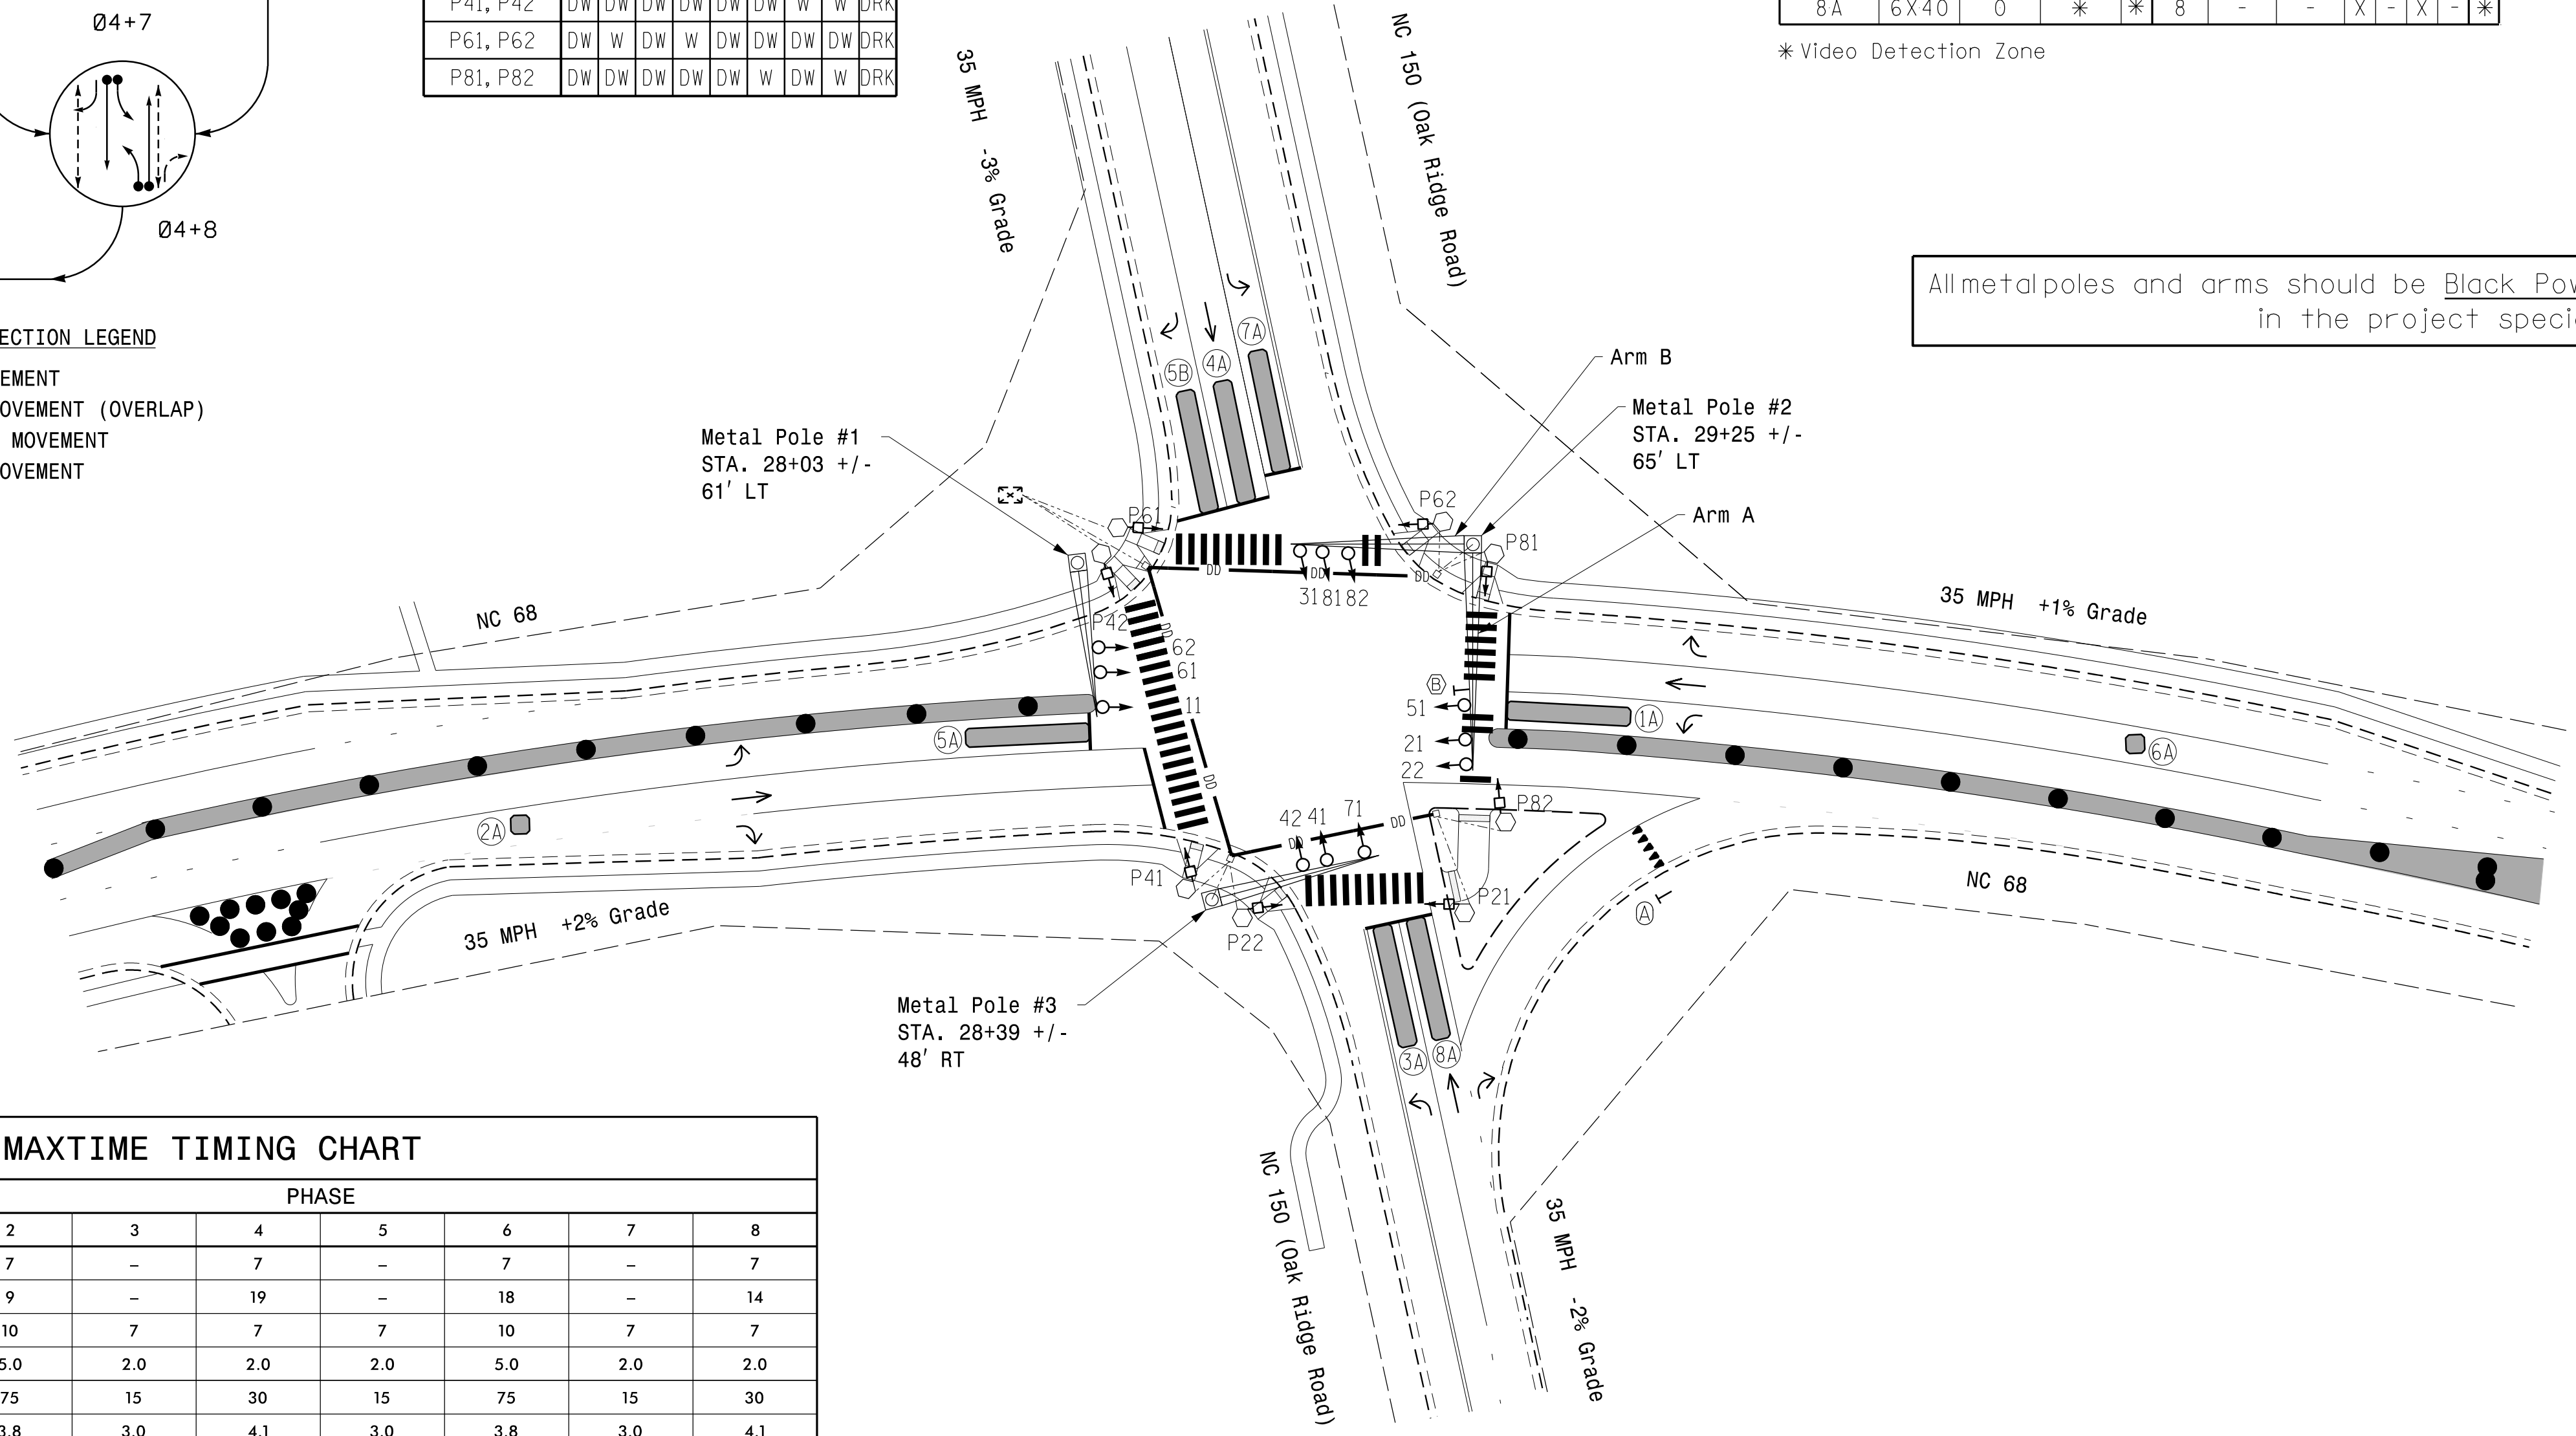 Ø4+7
Ø4+8
P41, P42 DW DW DW DW DW DW W W DRK
P61, P62 DW W DW W DW DW DW DW DRK
P81, P82 DW DW DW DW DW W DW W DRK
8A 6X40 0 * * 8 - - X - X - *
* Video Detection Zone
ECTION LEGEND
EMENT
OVEMENT (OVERLAP)
MOVEMENT
OVEMENT
All metal poles and arms should be Black Pow
in the project speci
35 MPH -3% Grade
NC 150 (Oak Ridge Road)
5B
4A
7A
Arm B
Metal Pole #2
STA. 29+25 +/-
65' LT
Arm A
Metal Pole #1
STA. 28+03 +/-
61' LT
P61
P62
P81
P42
DD
DD
DD
31 81 82
NC 68
35 MPH +1% Grade
DD
62
61
11
B
51
21
22
1A
6A
5A
2A
DD
42 41 71
DD
DD
P82
P41
P22
P21
A
NC 68
35 MPH +2% Grade
Metal Pole #3
STA. 28+39 +/-
48' RT
3A
8A
NC 150 (Oak Ridge Road)
35 MPH -2% Grade
MAXTIME TIMING CHART
PHASE
2 3 4 5 6 7 8
7 – 7 – 7 – 7
9 – 19 – 18 – 14
10 7 7 7 10 7 7
5.0 2.0 2.0 2.0 5.0 2.0 2.0
75 15 30 15 75 15 30
3.8 3.0 4.1 3.0 3.8 3.0 4.1